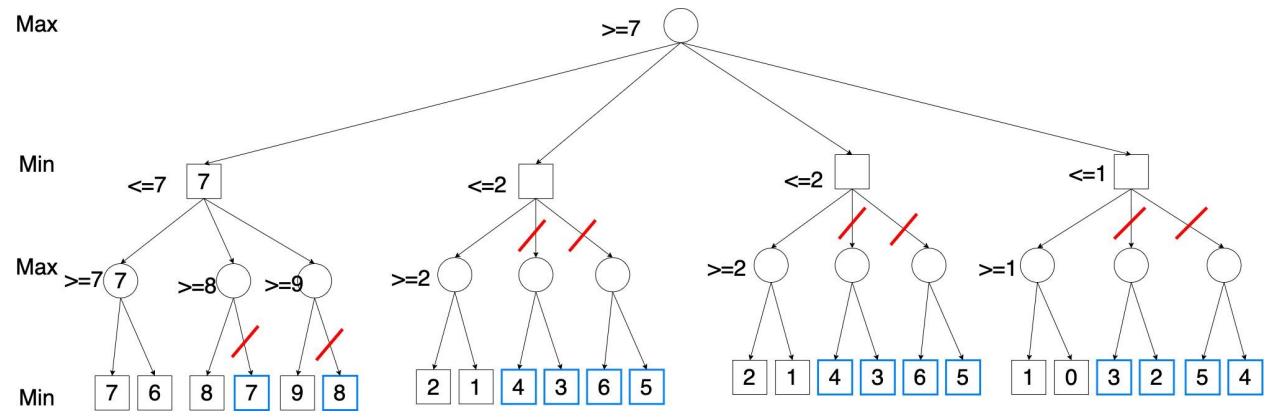 Max
>=7
Min
<=7 7 <=2 <=2 <=1
Max
>=7 7 >=8 >=9 >=2 >=2 >=1
Min
7 6 8 7 9 8 2 1 4 3 6 5 2 1 4 3 6 5 1 0 3 2 5 4